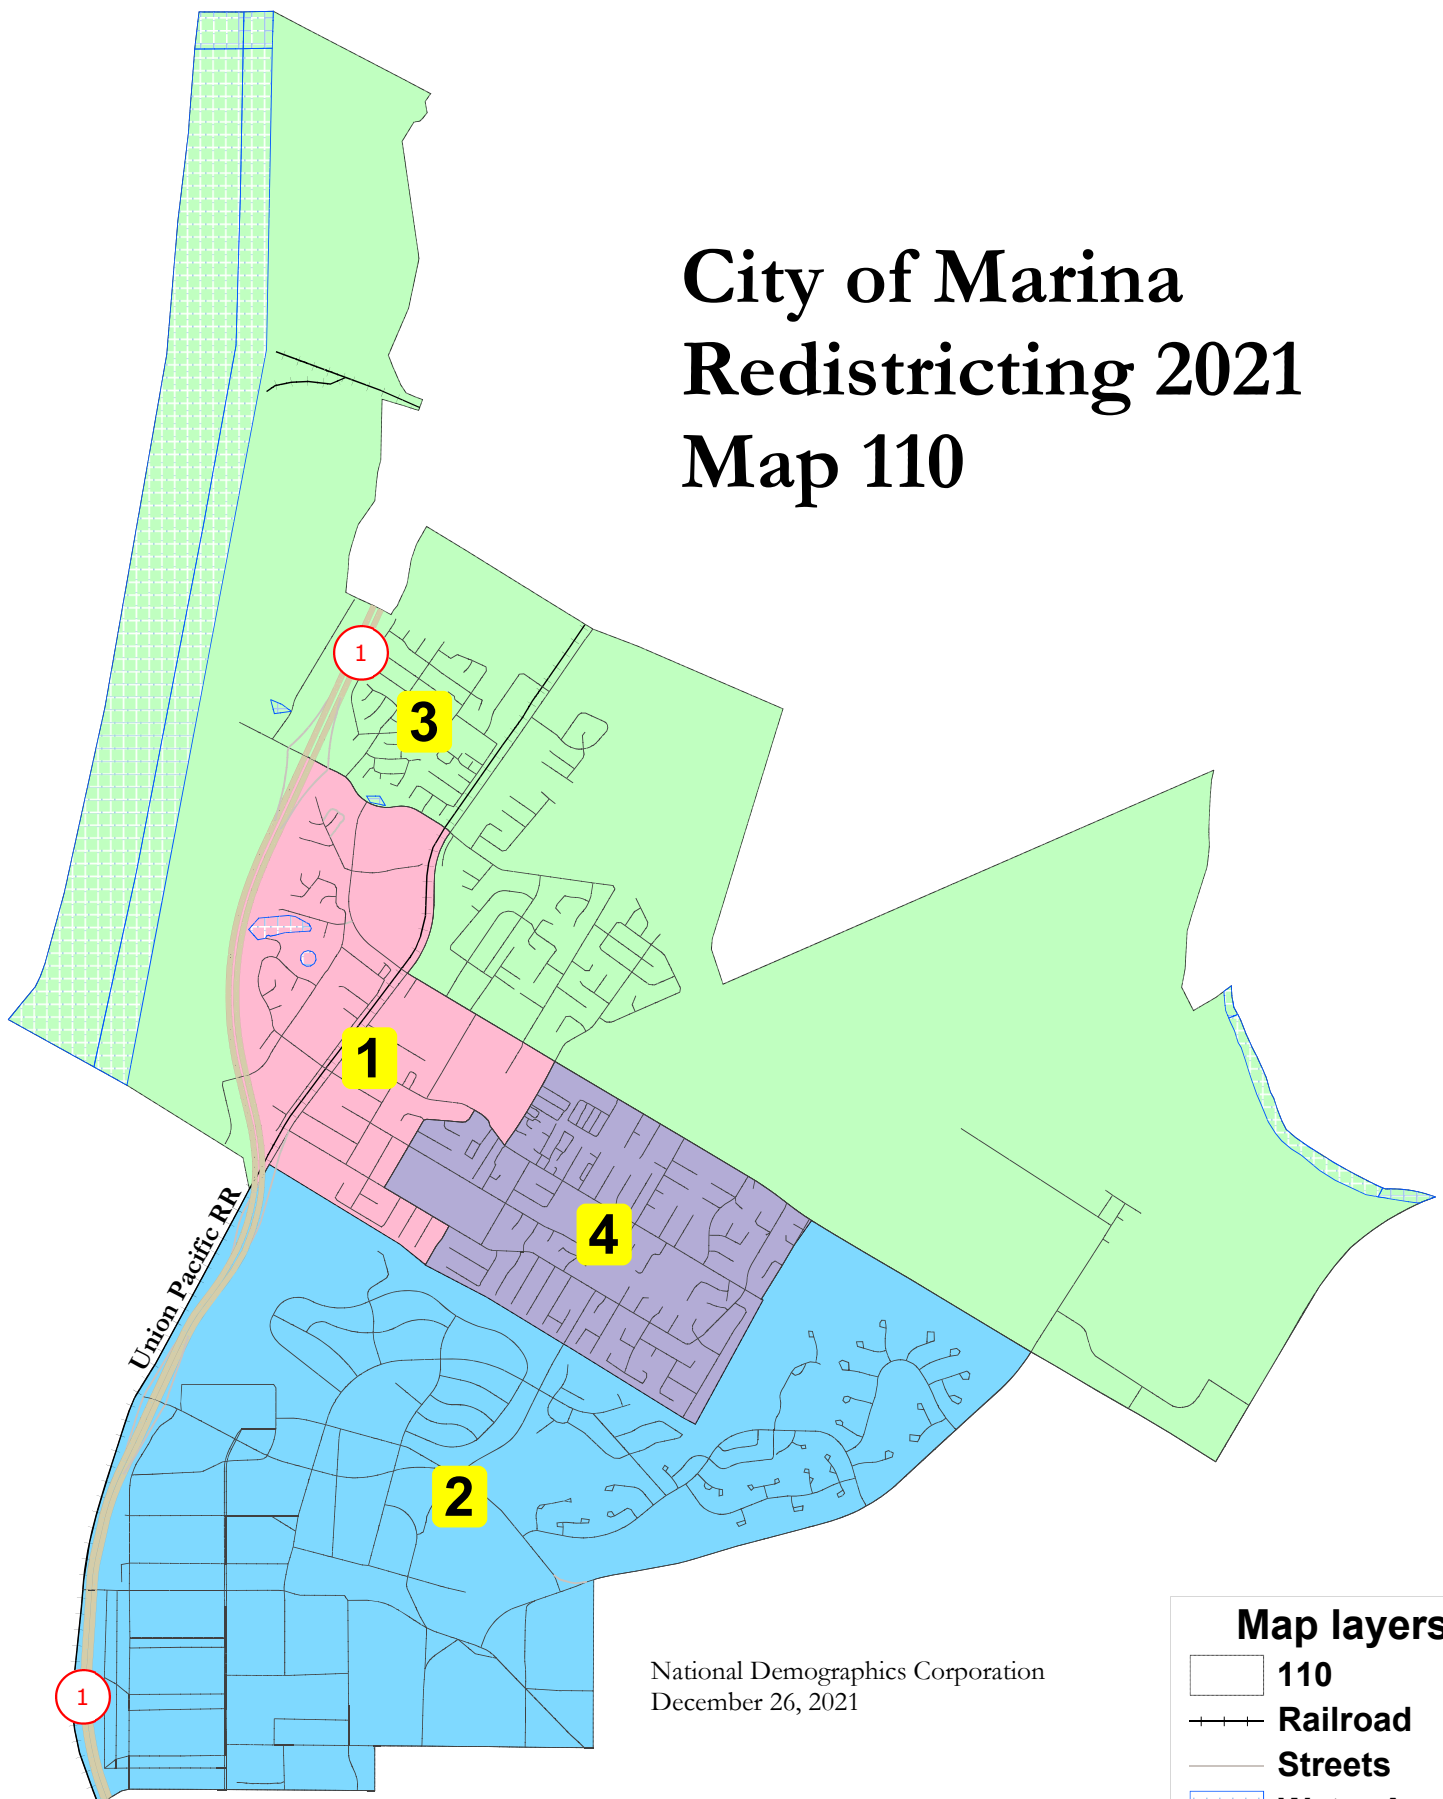 City of Marina
Redistricting 2021
Map 110
1
3
1
4
Union Pacific RR
2
National Demographics Corporation
December 26, 2021
1
Map layers
110
Railroad
Streets